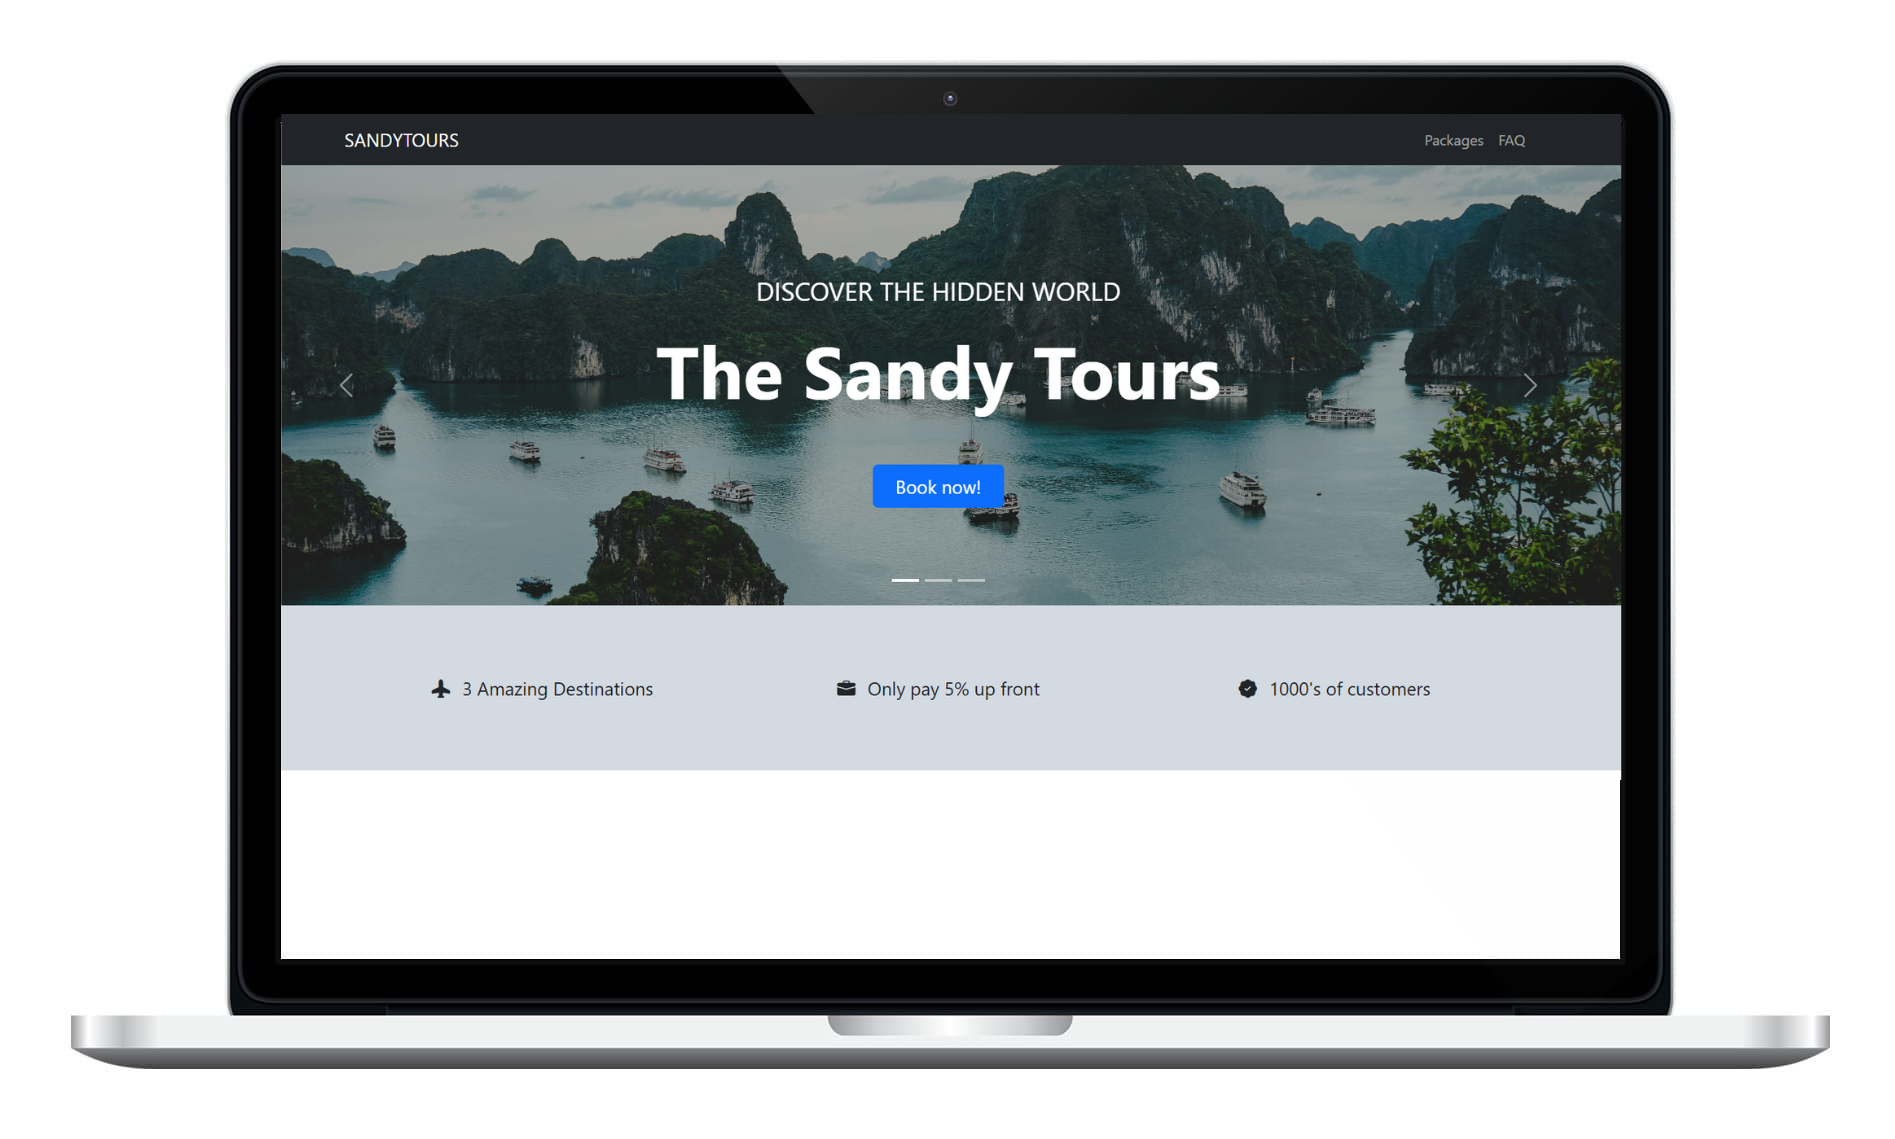 SANDYTOURS
Packages FAQ
DISCOVER THE HIDDEN WORLD
The Sandy Tours
Book now!
3 Amazing Destinations
Only pay 5% up front
1000's of customers